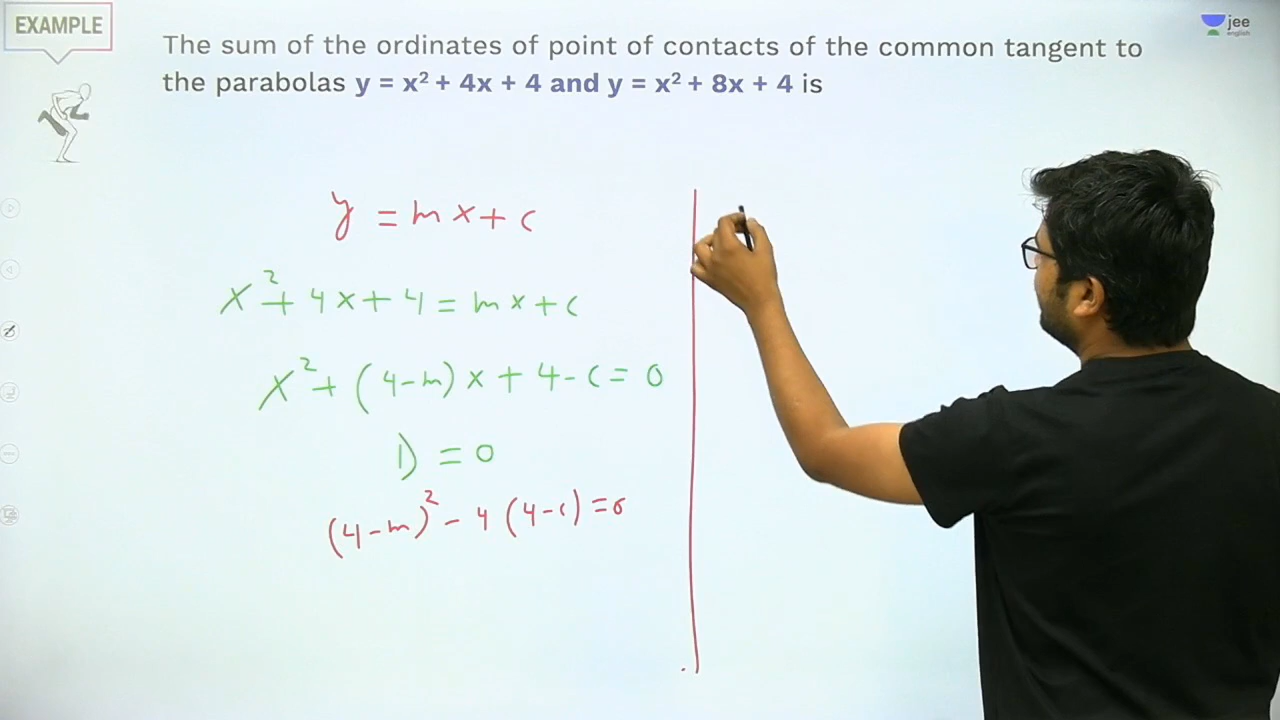 EXAMPLE
jee
english
The sum of the ordinates of point of contacts of the common tangent to
the parabolas y = x² + 4x + 4 and y = x² + 8x + 4 is
y = mx + c
x² + 4x + 4 = mx + c
x² + (4-m)x + 4-c = 0
D = 0
(4-m)² - 4(4-c) = 0